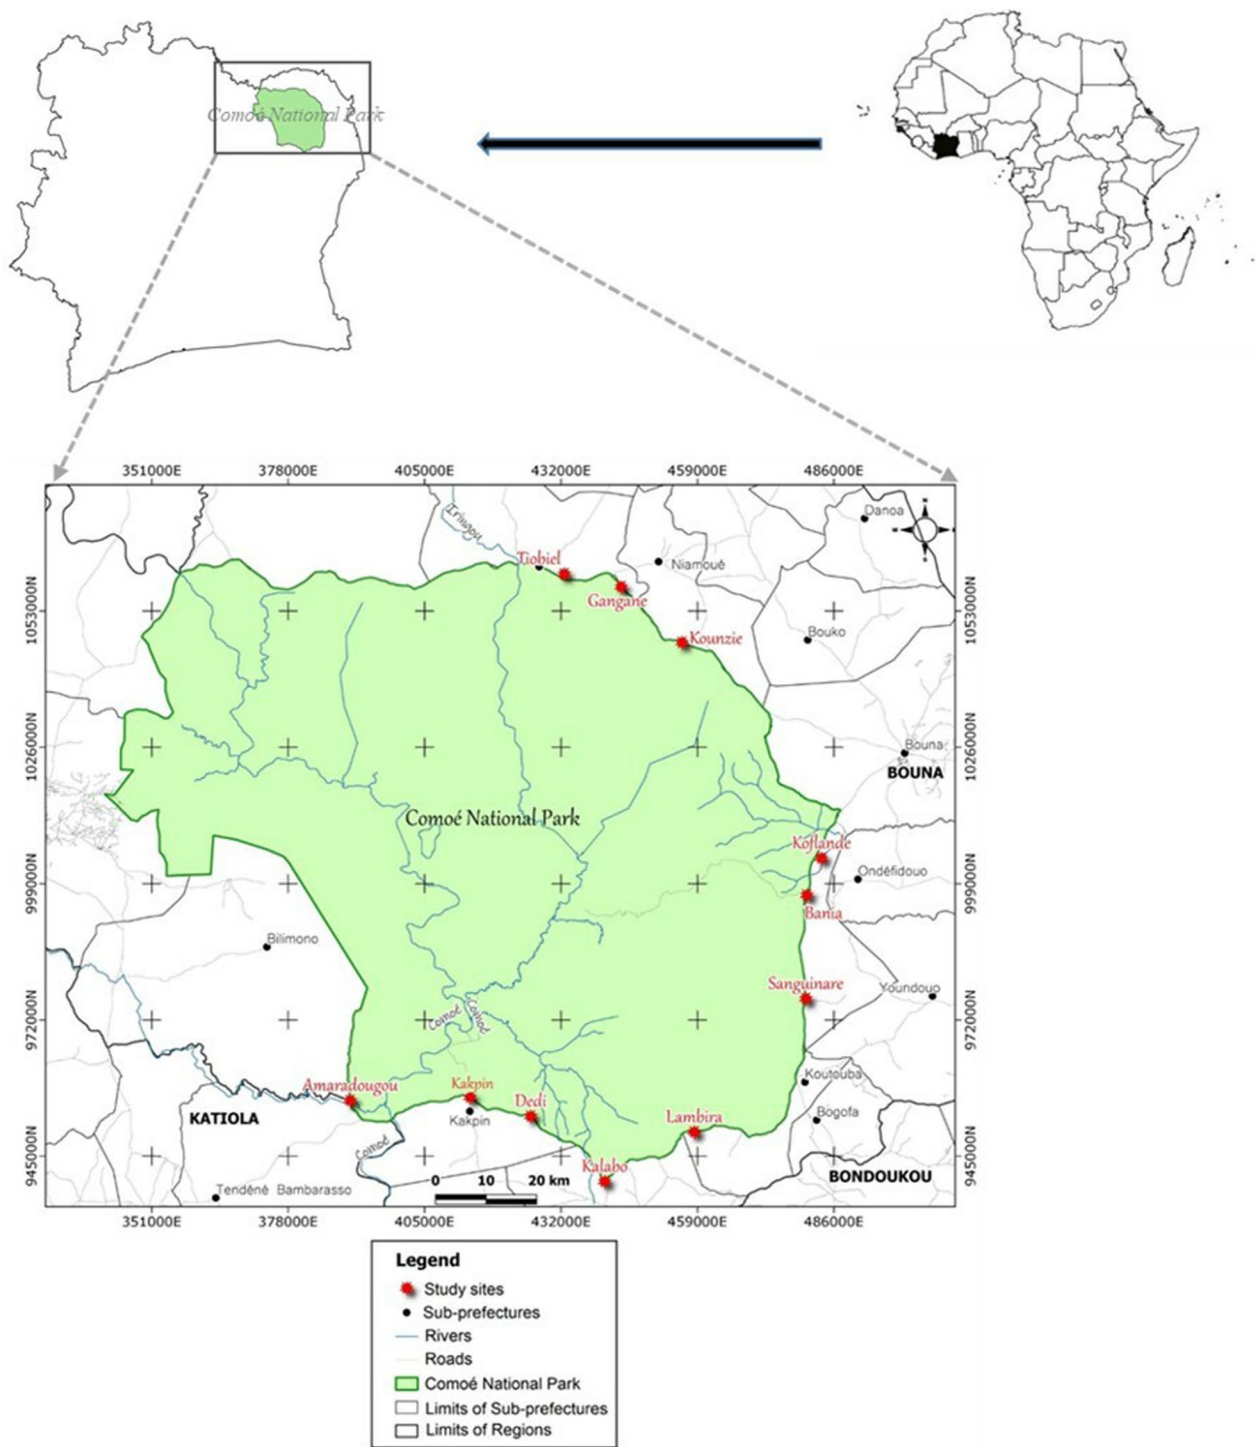 Comoé National Park
351000E 378000E 405000E 432000E 459000E 486000E
Iringou
Danoa
Tiobiel
Niamoué
Gangane
1053000N
1053000N
Bouko
Kounzie
1026000N
1026000N
Bouna
BOUNA
Comoé National Park
Koflande
Ondéfidouo
999000N
999000N
Bania
Bilimono
Sanguinare
Youndouo
Comoé
Comoé
972000N
972000N
Koutouba
Amaradougou
Kakpin
Dedi
Kakpin
Lambira
Bogofa
KATIOLA
Comoé
945000N
945000N
Kalabo
BONDOUKOU
Tendéné Bambarasso
0 10 20 km
351000E 378000E 405000E 432000E 459000E 486000E
Legend
Study sites
Sub-prefectures
Rivers
Roads
Comoé National Park
Limits of Sub-prefectures
Limits of Regions